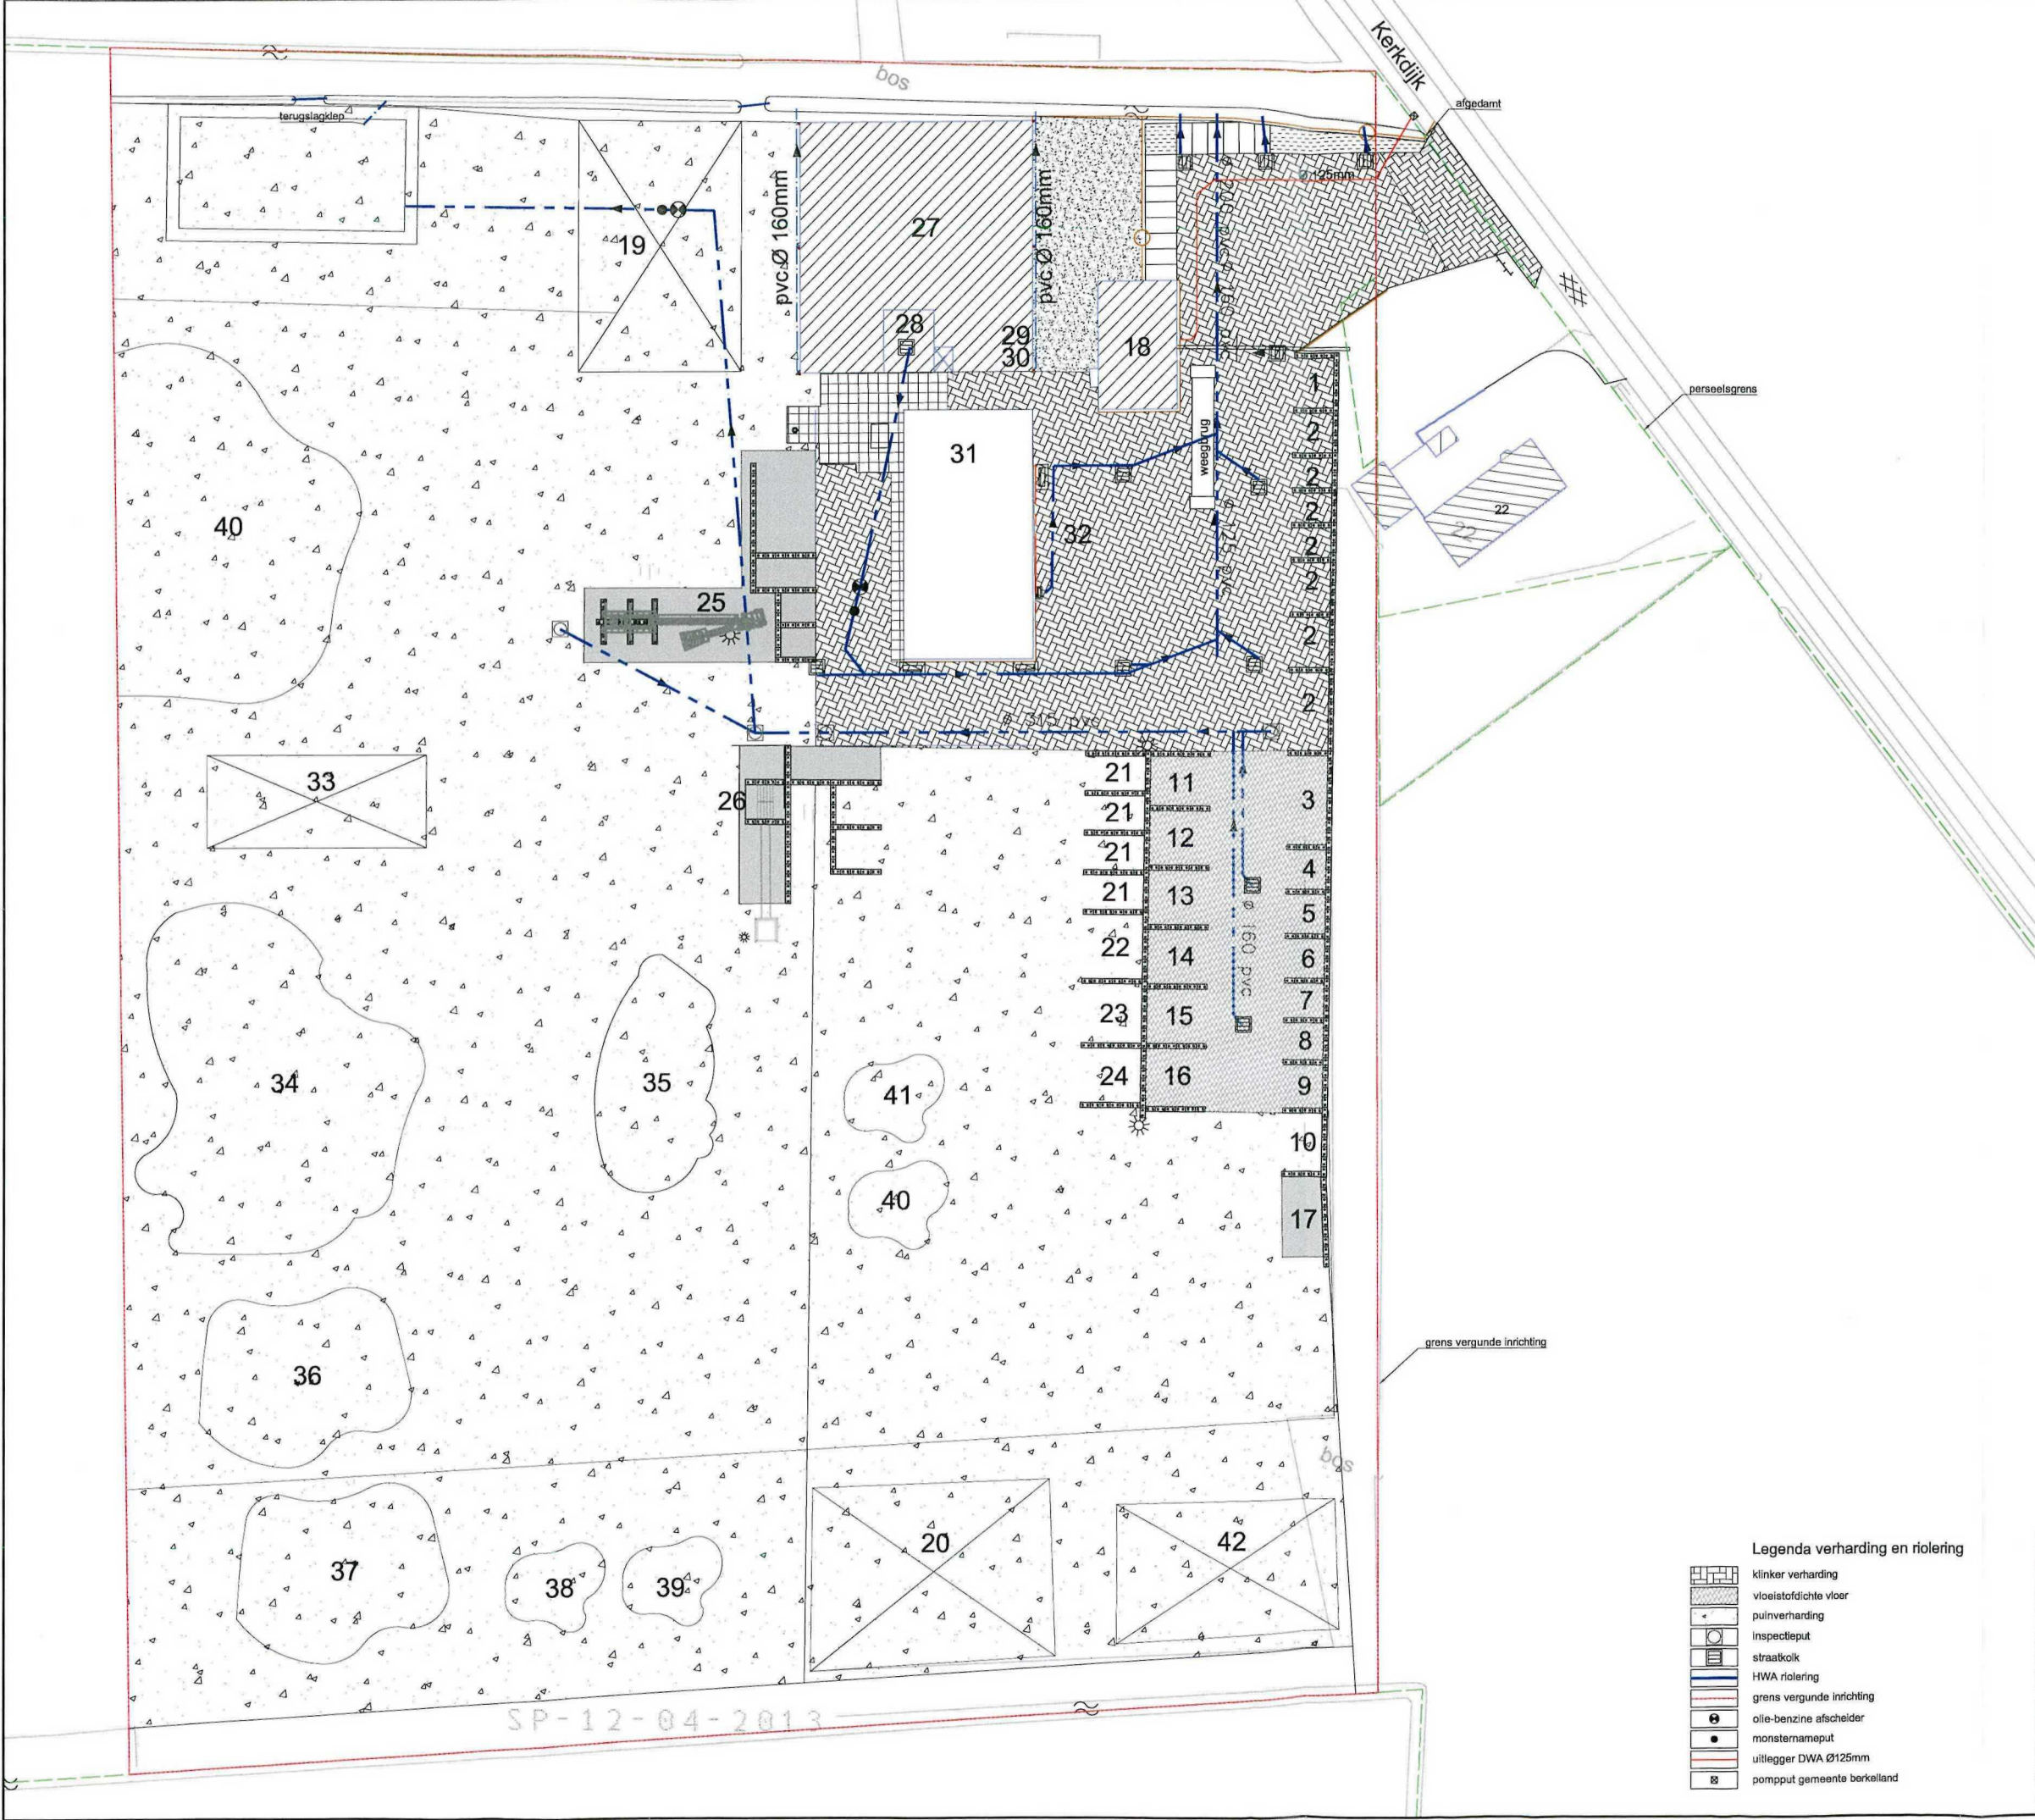 Kerkdijk
bos
afgedamt
terugslagklep
Ø 125mm
pvc Ø 160mm
pvc Ø 160mm
27
19
28
29
30
18
1
perseelsgrens
2
weegbrug
31
2
22
22
2
40
32
2
Ø 125 pvc
25
2
2
2
Ø 315 pvc
21
11
33
3
26
21
12
21
4
21
13
5
Ø 160 pvc
22
14
6
7
23
15
8
34
35
41
24
16
9
10
40
17
grens vergunde inrichting
36
bos
20
42
37
38
39
SP-12-04-2013
Legenda verharding en riolering
klinker verharding
vloeistofdichte vloer
puinverharding
inspectieput
straatkolk
HWA riolering
grens vergunde inrichting
olie-benzine afscheider
monsternameput
uitlegger DWA Ø125mm
pompput gemeente berkelland